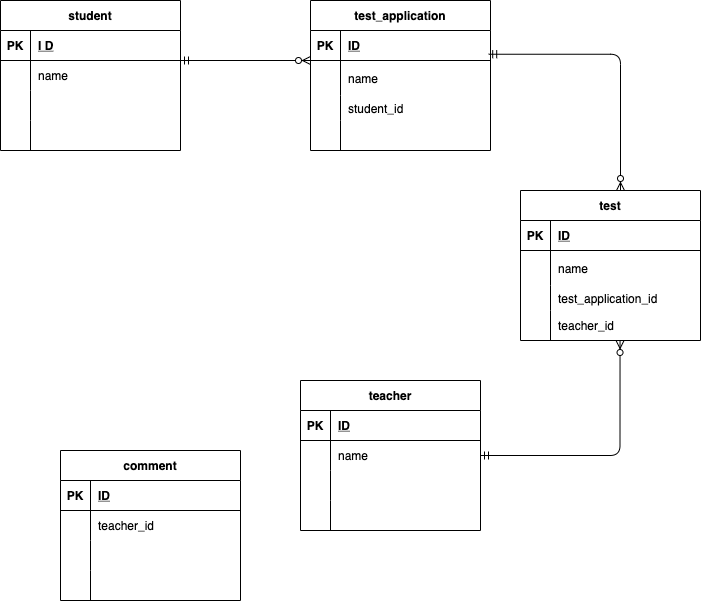 student
PK I D
name
test_application
PK ID
name
student_id
test
PK ID
name
test_application_id
teacher_id
teacher
PK ID
name
comment
PK ID
teacher_id